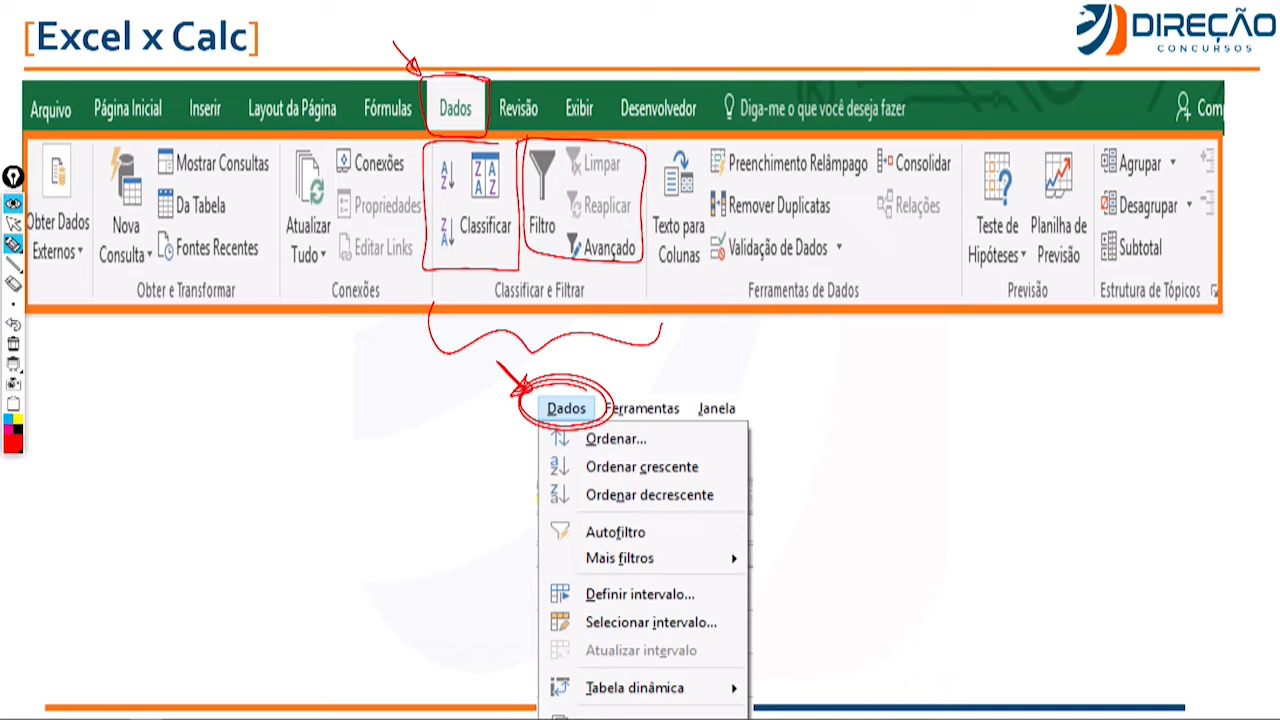 [Excel x Calc]
DIREÇÃO
CONCURSOS
Arquivo Página Inicial Inserir Layout da Página Fórmulas Dados Revisão Exibir Desenvolvedor Diga-me o que você deseja fazer
Obter Dados
Externos
Nova
Consulta
Mostrar Consultas
Da Tabela
Fontes Recentes
Obter e Transformar
Atualizar
Tudo
Conexões
Propriedades
Editar Links
Conexões
A
Z
Z
A
Z A
A Z
Classificar
Filtro
Limpar
Reaplicar
Avançado
Classificar e Filtrar
Texto para
Colunas
Preenchimento Relâmpago
Remover Duplicatas
Validação de Dados
Consolidar
Relações
Ferramentas de Dados
Teste de
Hipóteses
Planilha de
Previsão
Previsão
Agrupar
Desagrupar
Subtotal
Estrutura de Tópicos
Dados Ferramentas Janela
Ordenar...
Ordenar crescente
Ordenar decrescente
Autofiltro
Mais filtros
Definir intervalo...
Selecionar intervalo...
Atualizar intervalo
Tabela dinâmica